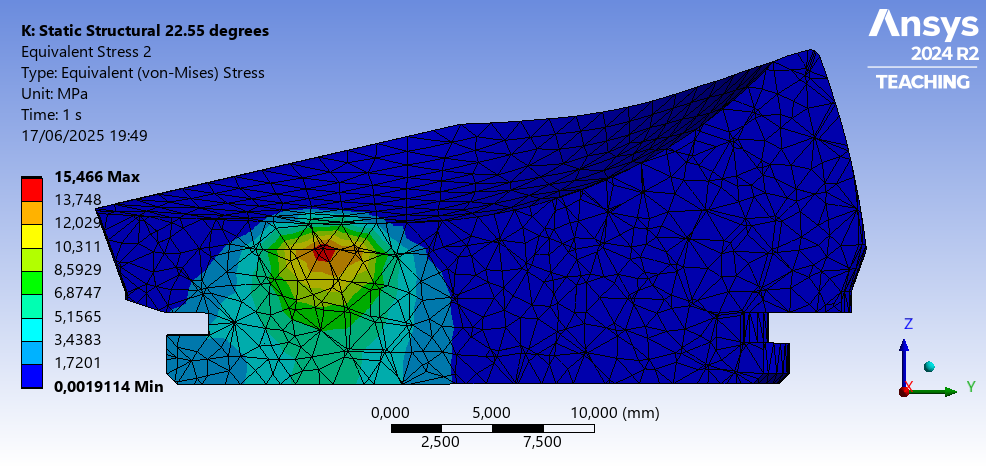 K: Static Structural 22.55 degrees
Equivalent Stress 2
Type: Equivalent (von-Mises) Stress
Unit: MPa
Time: 1 s
17/06/2025 19:49
15,466 Max
13,748
12,029
10,311
8,5929
6,8747
5,1565
3,4383
1,7201
0,0019114 Min
Ansys
2024 R2
TEACHING
0,000 5,000 10,000 (mm)
2,500 7,500
Z
X Y